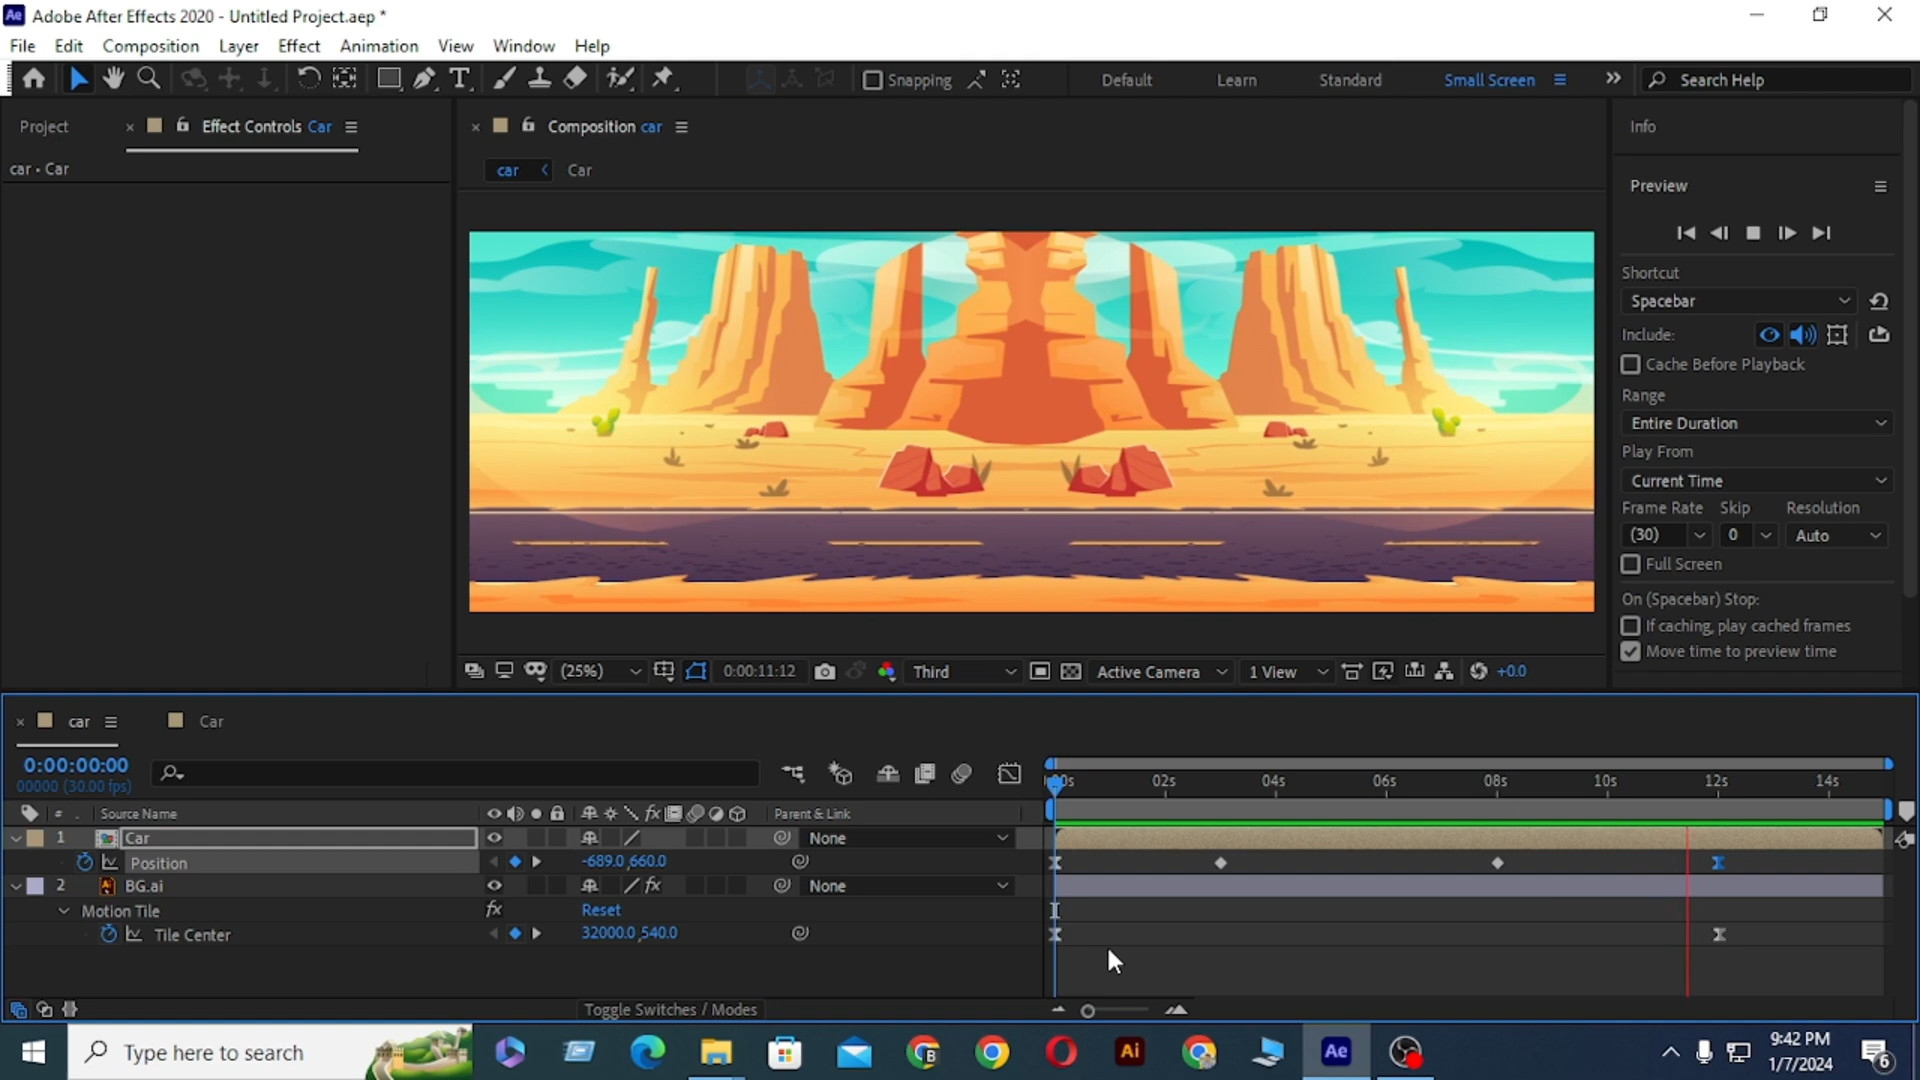 Ae Adobe After Effects 2020 - Untitled Project.aep *
File Edit Composition Layer Effect Animation View Window Help
Snapping Default Learn Standard Small Screen Search Help
Project Effect Controls Car
car • Car
Composition car
car Car
Info
Preview
Shortcut
Spacebar
Include:
Cache Before Playback
Range
Entire Duration
Play From
Current Time
Frame Rate Skip Resolution
(30) 0 Auto
Full Screen
On (Spacebar) Stop:
If caching, play cached frames
Move time to preview time
(25%) 0:00:11:12 Third Active Camera 1 View +0.0
car Car
0:00:00:00
00000 (30.00 fps)
02s 04s 06s 08s 10s 12s 14s
# Source Name fx Parent & Link
1 Car None
Position -689.0,660.0
2 BG.ai fx None
Motion Tile fx Reset
Tile Center 32000.0,540.0
Toggle Switches / Modes
Type here to search
B Ai Ae
9:42 PM
1/7/2024
6